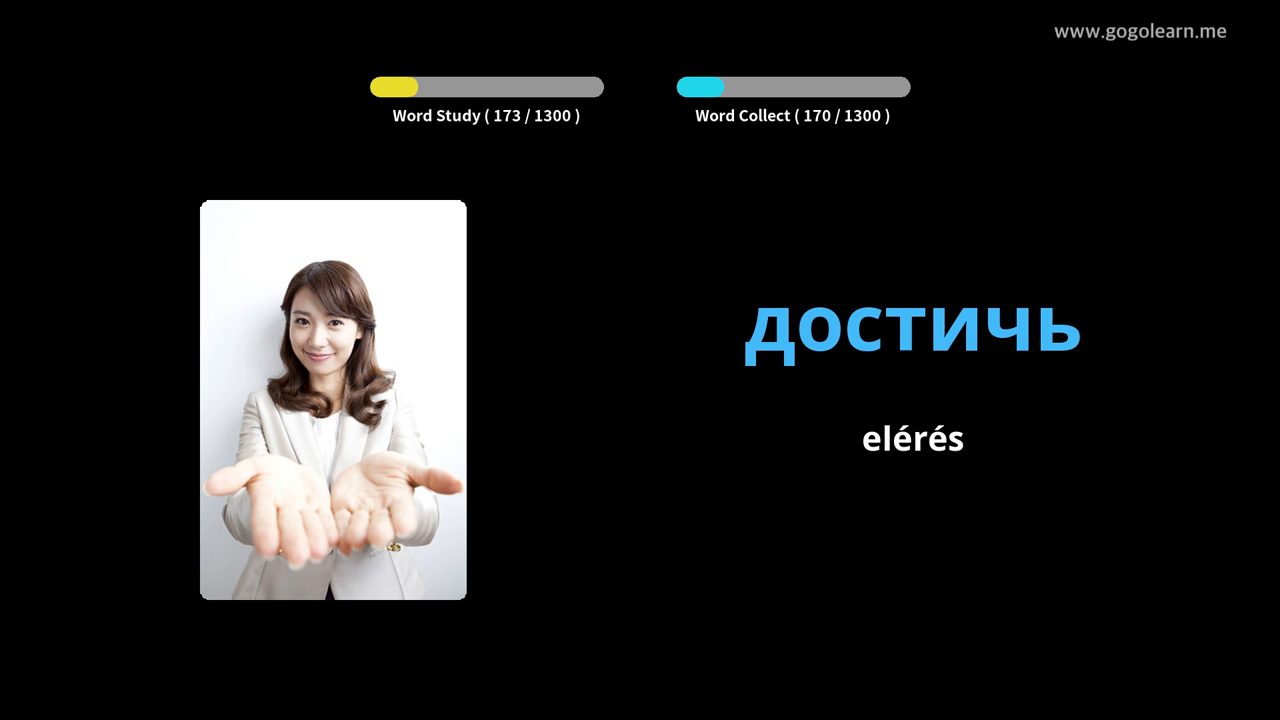 www.gogolearn.me
Word Study ( 173 / 1300 )
Word Collect ( 170 / 1300 )
достичь
elérés